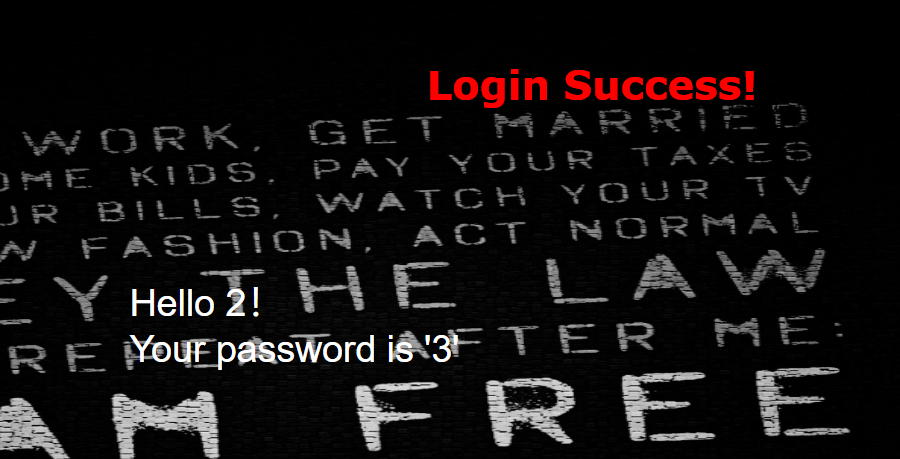 Login Success!
WORK, GET MARRIED
OME KIDS, PAY YOUR TAXES
UR BILLS, WATCH YOUR TV
W FASHION, ACT NORMAL
EY THE LAW
Hello 2!
REPEAT AFTER ME:
Your password is '3'
AM FREE